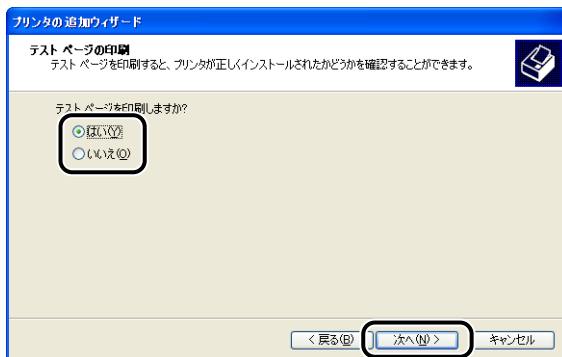 プリンタの追加ウィザード
テスト ページの印刷
テスト ページを印刷すると、プリンタが正しくインストールされたかどうかを確認することができます。
テスト ページを印刷しますか?
はい(Y)
いいえ(O)
< 戻る(B)
次へ(N) >
キャンセル